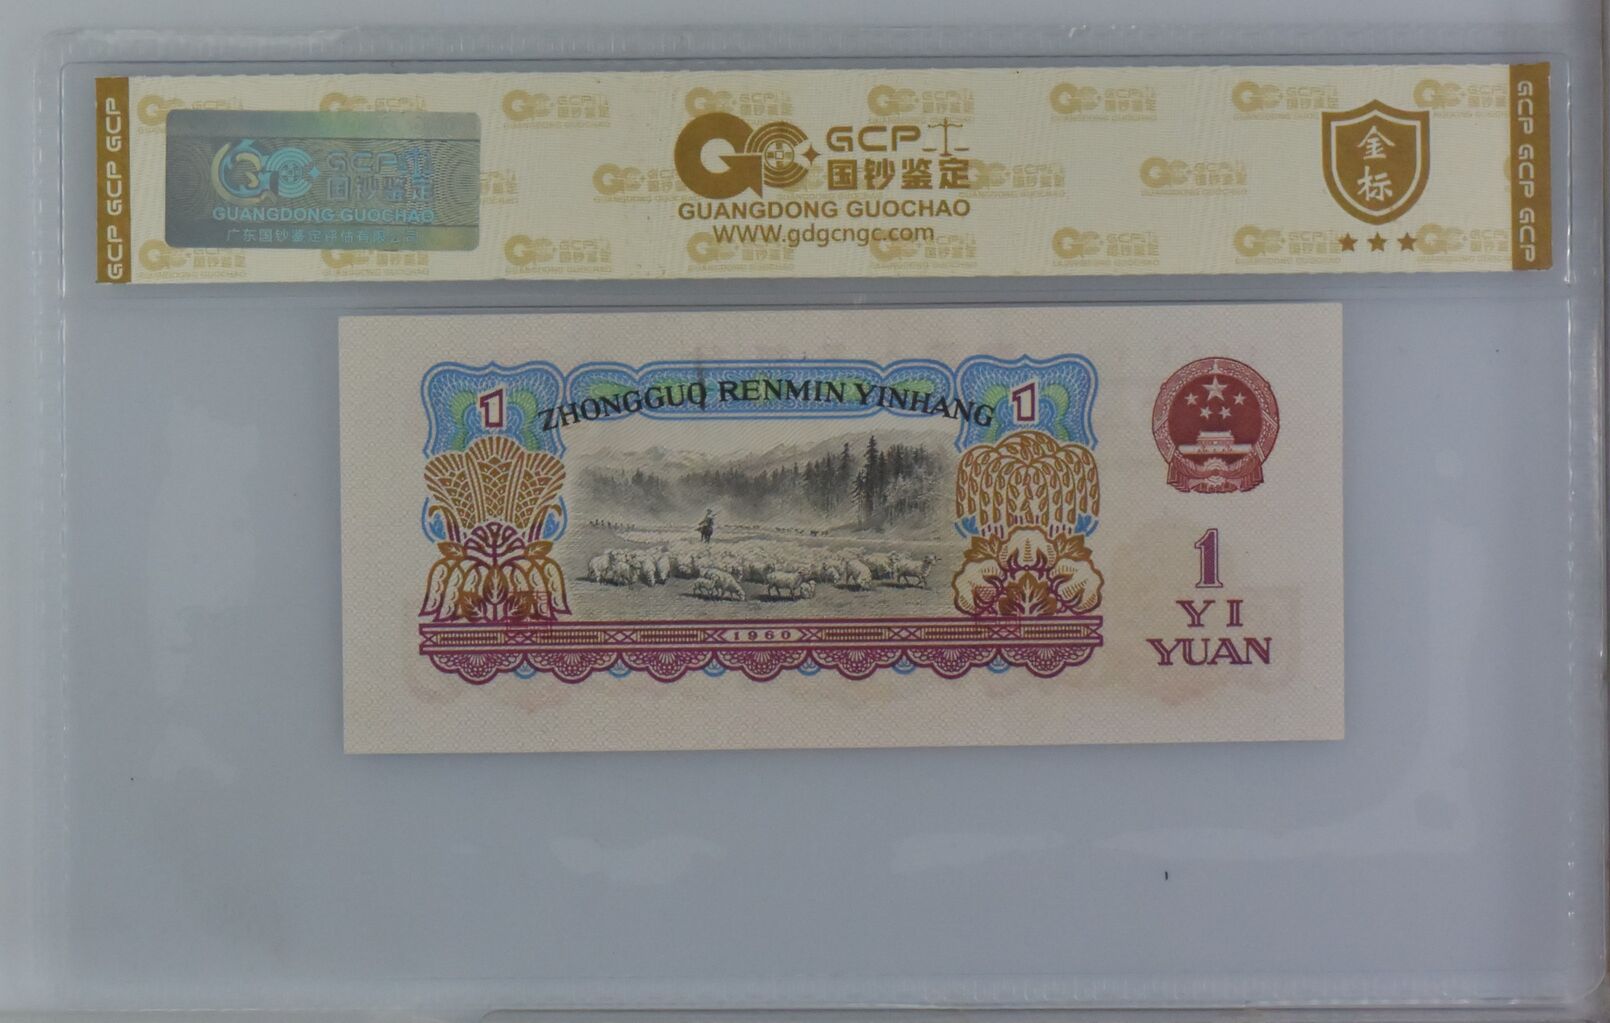 GCP GCP GCP
GCP
国钞鉴定
GUANGDONG GUOCHAO
广东国钞鉴定评估有限公司
GCP
国钞鉴定
GUANGDONG GUOCHAO
WWW.gdgcngc.com
金标
GCP GCP GCP
1
ZHONGGUO RENMIN YINHANG
1
1960
1
YI
YUAN